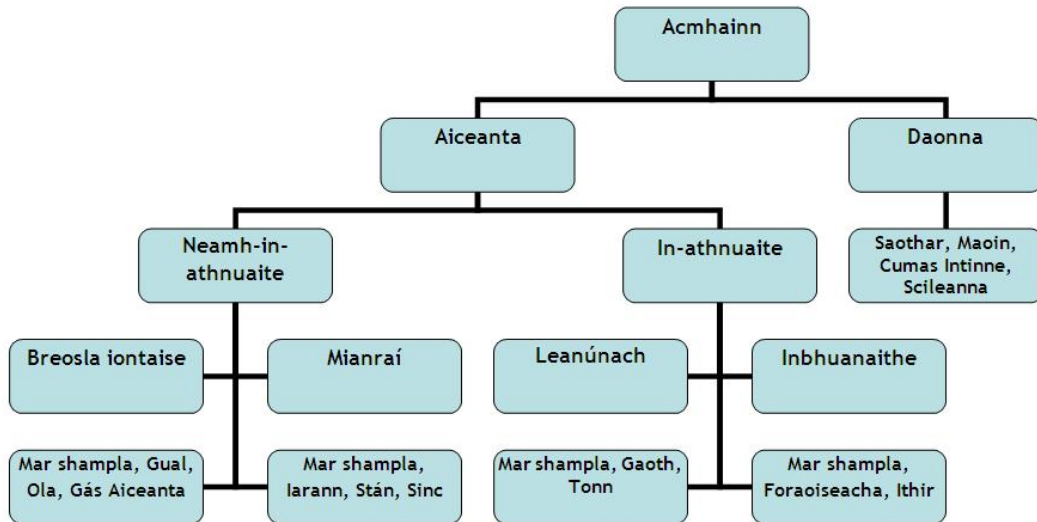 Acmhainn
Aiceanta
Daonna
Neamh-in-
athnuaite
In-athnuaite
Saothar, Maoin,
Cumas Intinne,
Scileanna
Breosla iontaise
Mianraí
Leanúnach
Inbhuanaithe
Mar shampla, Gual,
Ola, Gás Aiceanta
Mar shampla,
Iarann, Stán, Sinc
Mar shampla, Gaoth,
Tonn
Mar shampla,
Foraoiseacha, Ithir